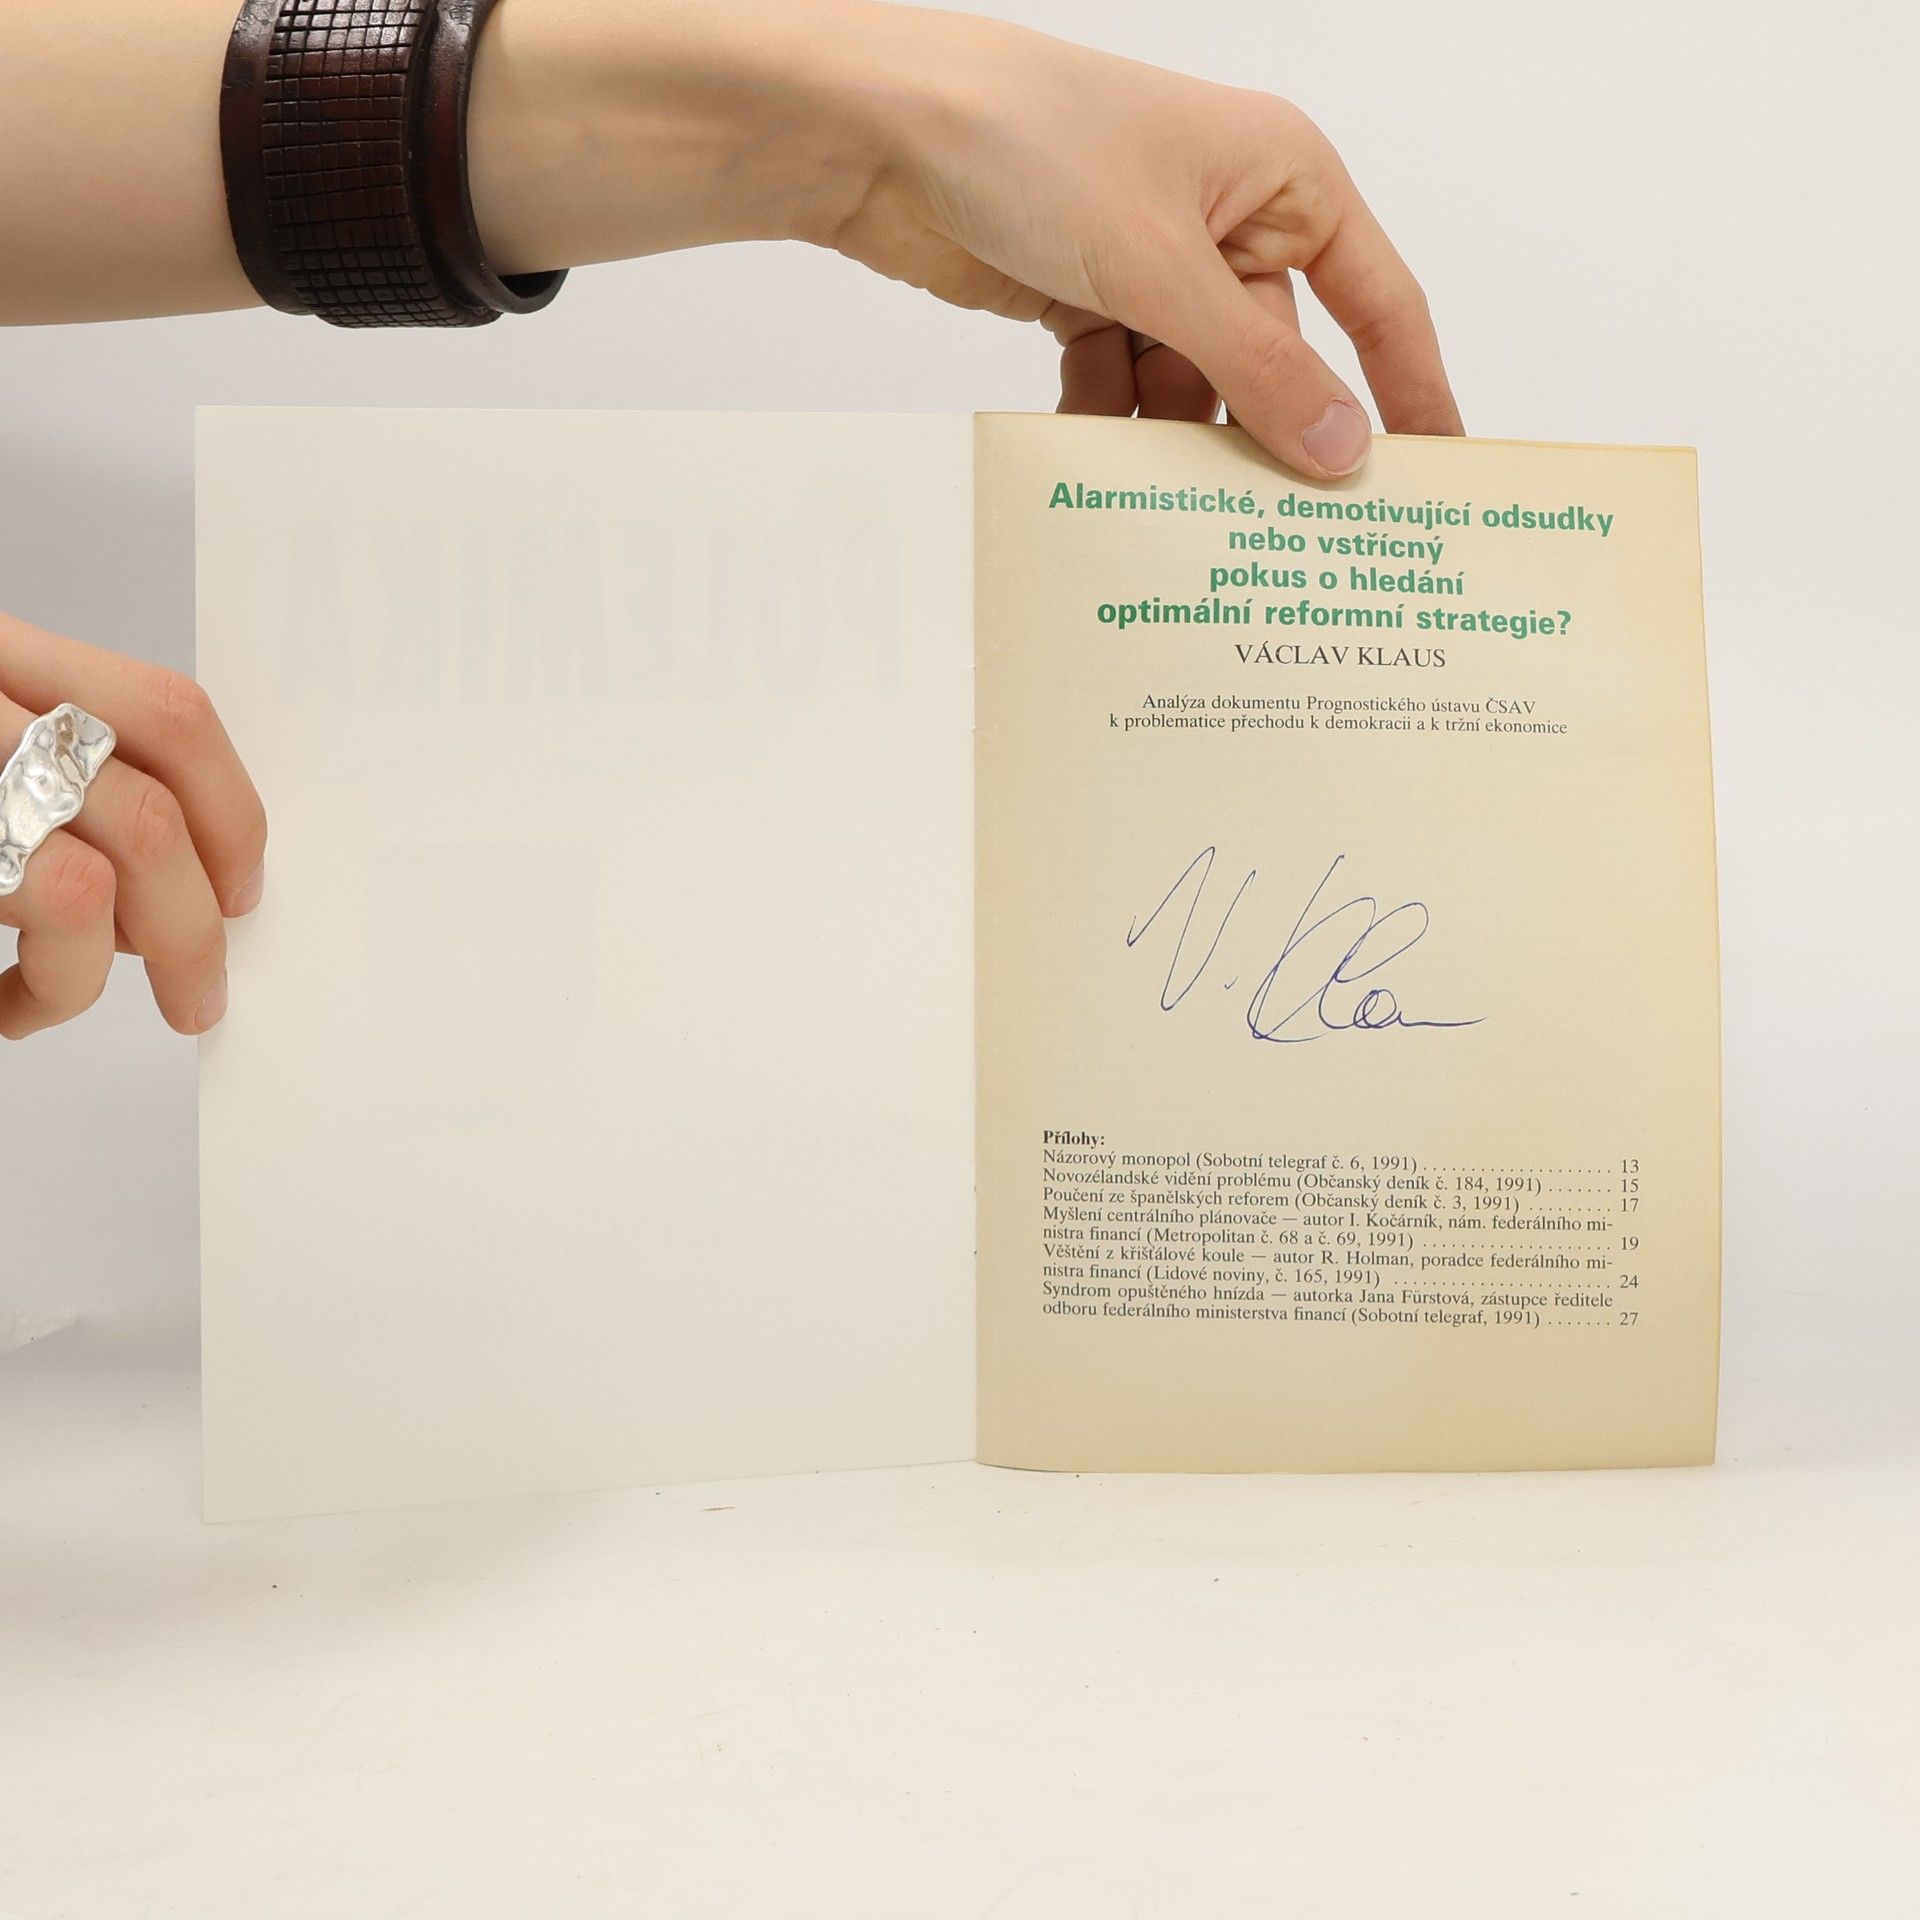 Alarmistické, demotivující odsudky
nebo vstřícný
pokus o hledání
optimální reformní strategie?
VÁCLAV KLAUS
Analýza dokumentu Prognostického ústavu ČSAV
k problematice přechodu k demokracii a k tržní ekonomice
V. Klaus
Přílohy:
Názorový monopol (Sobotní telegraf č. 6, 1991) . . . . . . . . . . . . . . . . . . . . . 13
Novozélandské vidění problému (Občanský deník č. 184, 1991) . . . . . . . 15
Poučení ze španělských reforem (Občanský deník č. 3, 1991) . . . . . . . . . 17
Myšlení centrálního plánovače — autor I. Kočárník, nám. federálního mi-
nistra financí (Metropolitan č. 68 a č. 69, 1991) . . . . . . . . . . . . . . . . . . . . . 19
Věštění z křišťálové koule — autor R. Holman, poradce federálního mi-
nistra financí (Lidové noviny, č. 165, 1991) . . . . . . . . . . . . . . . . . . . . . . . . 24
Syndrom opuštěného hnízda — autorka Jana Fürstová, zástupce ředitele
odboru federálního ministerstva financí (Sobotní telegraf, 1991) . . . . . . . 27